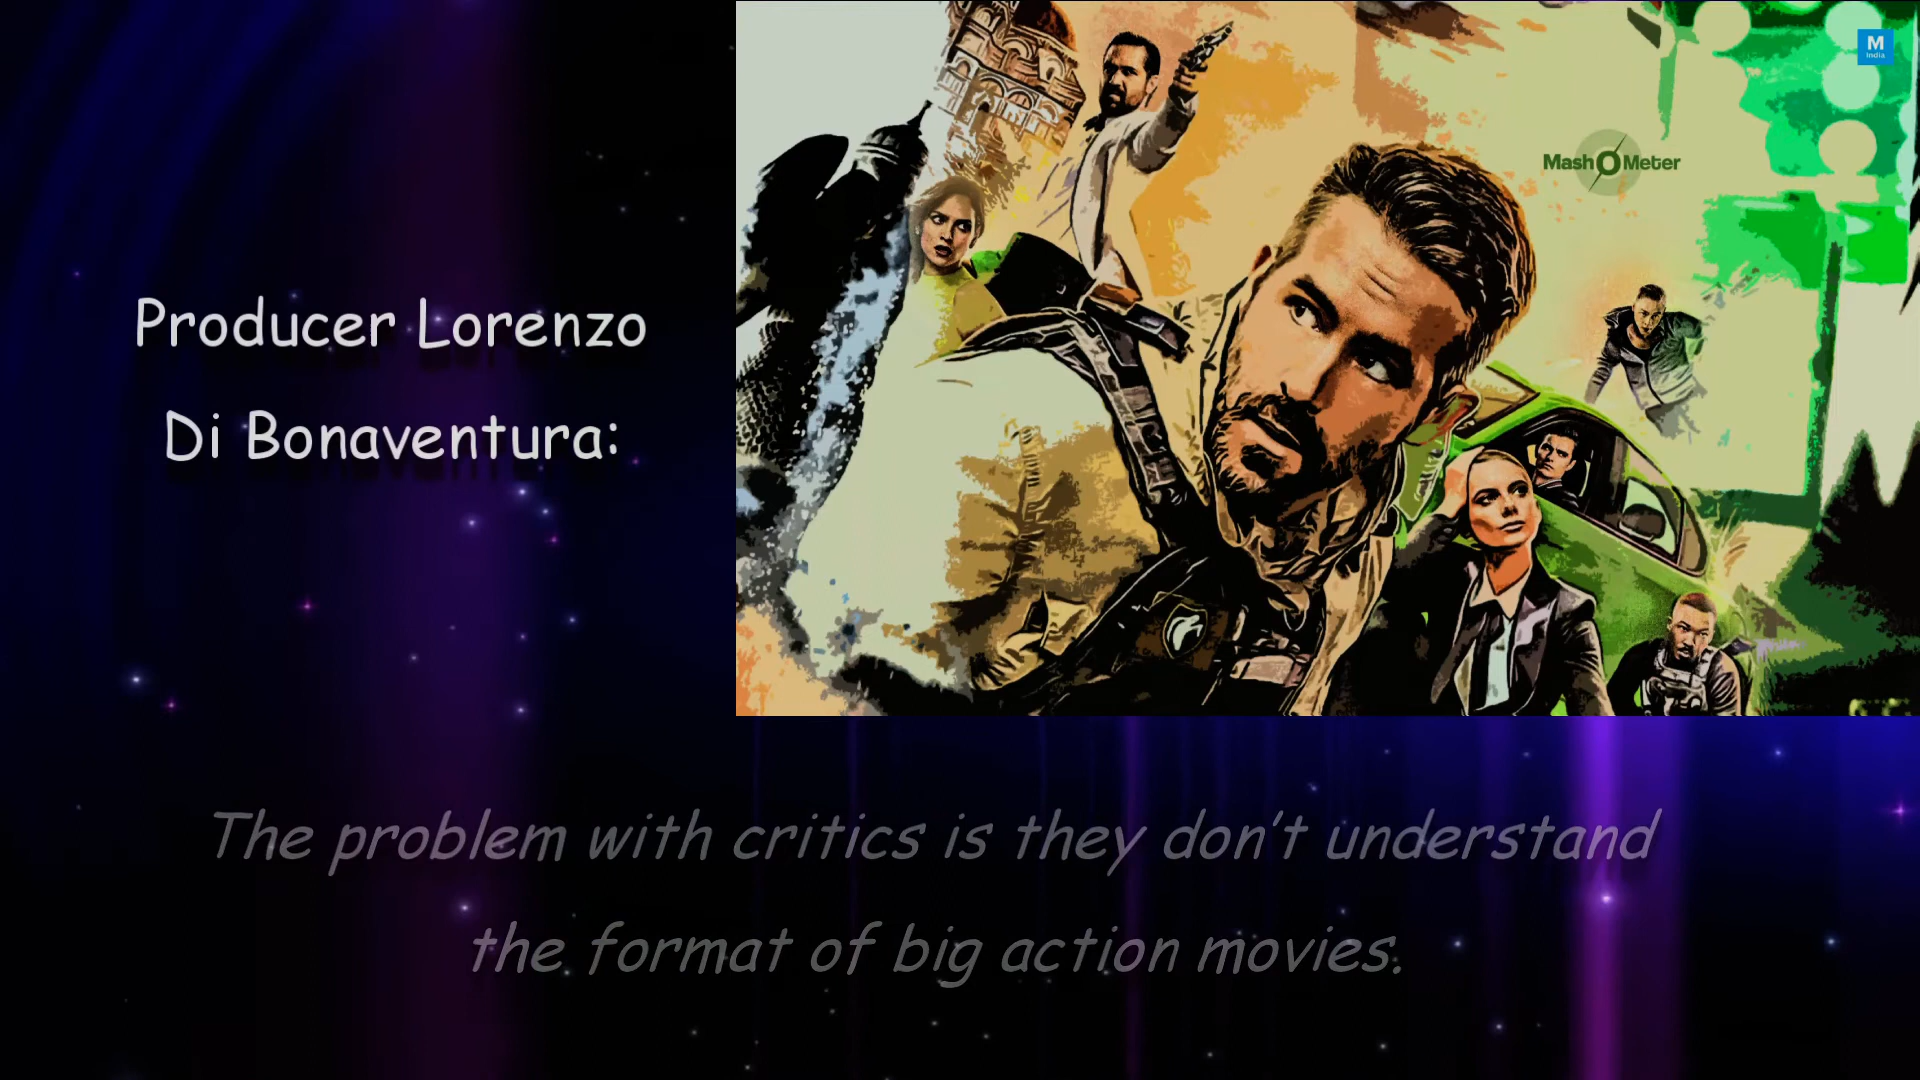 M
India
Mash O Meter
Producer Lorenzo
Di Bonaventura:
The problem with critics is they don't understand
the format of big action movies.